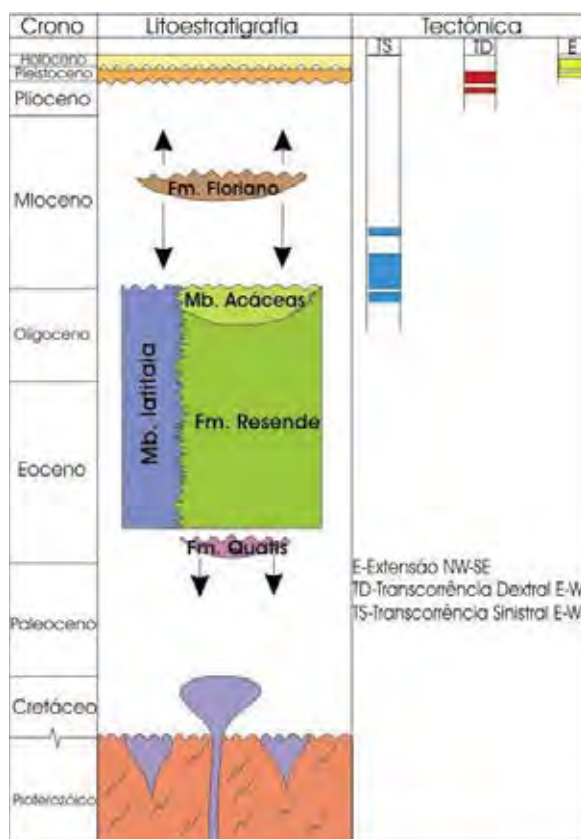 Crono Litoestratigrafia Tectônica
TS TD E
Holoceno
Pleistoceno
Plioceno
Mioceno
Fm. Floriano
Mb. Acáceas
Oligoceno
Mb. Itatiaia
Fm. Resende
Eoceno
Fm. Quatis
E-Extensão NW-SE
TD-Transcorrência Dextral E-W
TS-Transcorrência Sinistral E-W
Paleoceno
Cretáceo
Proterozóico